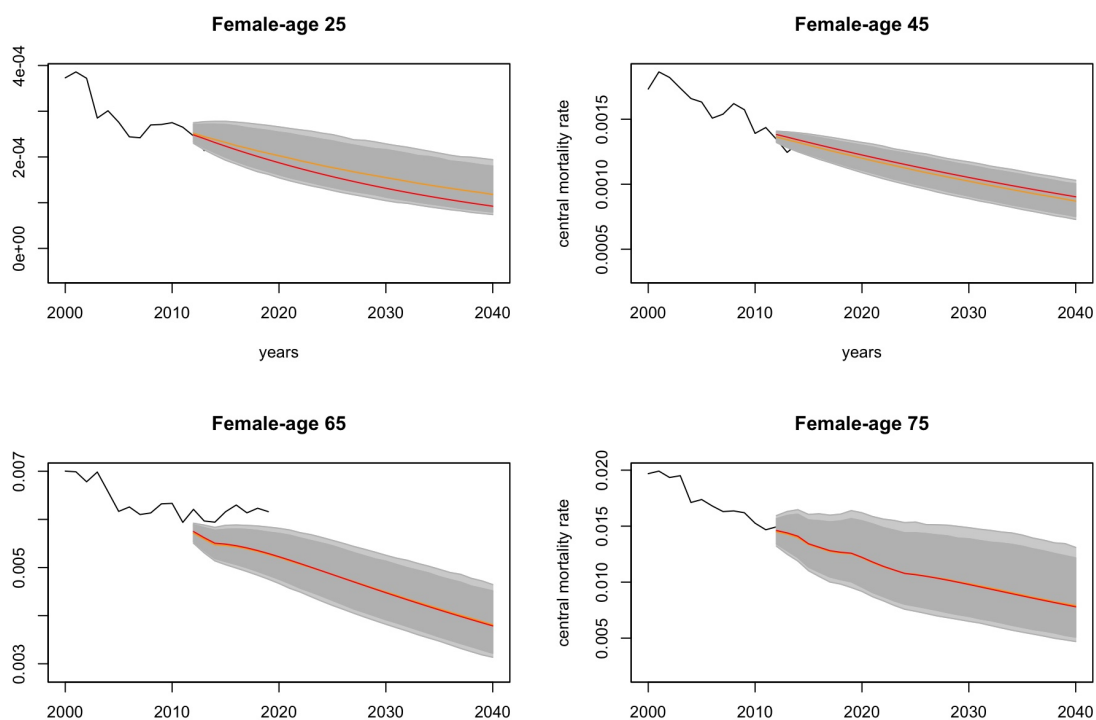 Female-age 25
4e-04
2e-04
0e+00
2000 2010 2020 2030 2040
years
Female-age 45
central mortality rate
0.0015
0.0010
0.0005
2000 2010 2020 2030 2040
years
Female-age 65
0.007
0.005
0.003
2000 2010 2020 2030 2040
Female-age 75
central mortality rate
0.020
0.015
0.010
0.005
2000 2010 2020 2030 2040